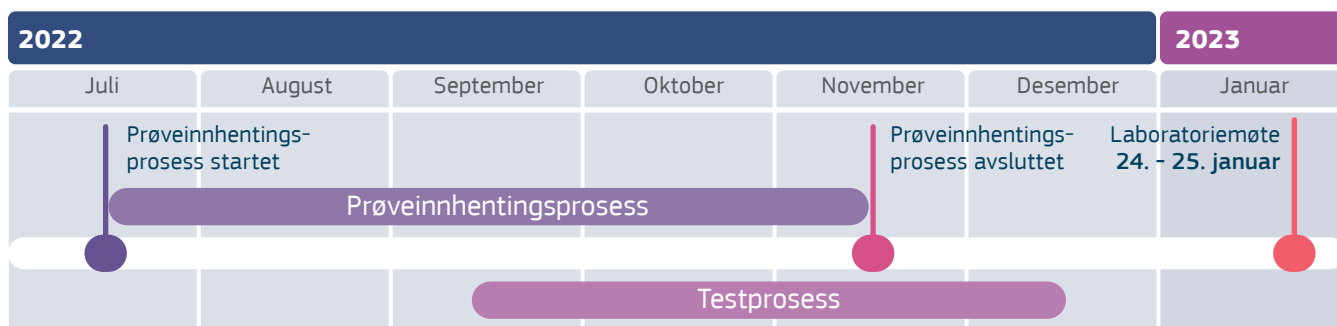 2022
2023
Juli
August
September
Oktober
November
Desember
Januar
Prøveinnhentings-
prosess startet
Prøveinnhentings-
prosess avsluttet
Laboratoriemøte
24. - 25. januar
Prøveinnhentingsprosess
Testprosess